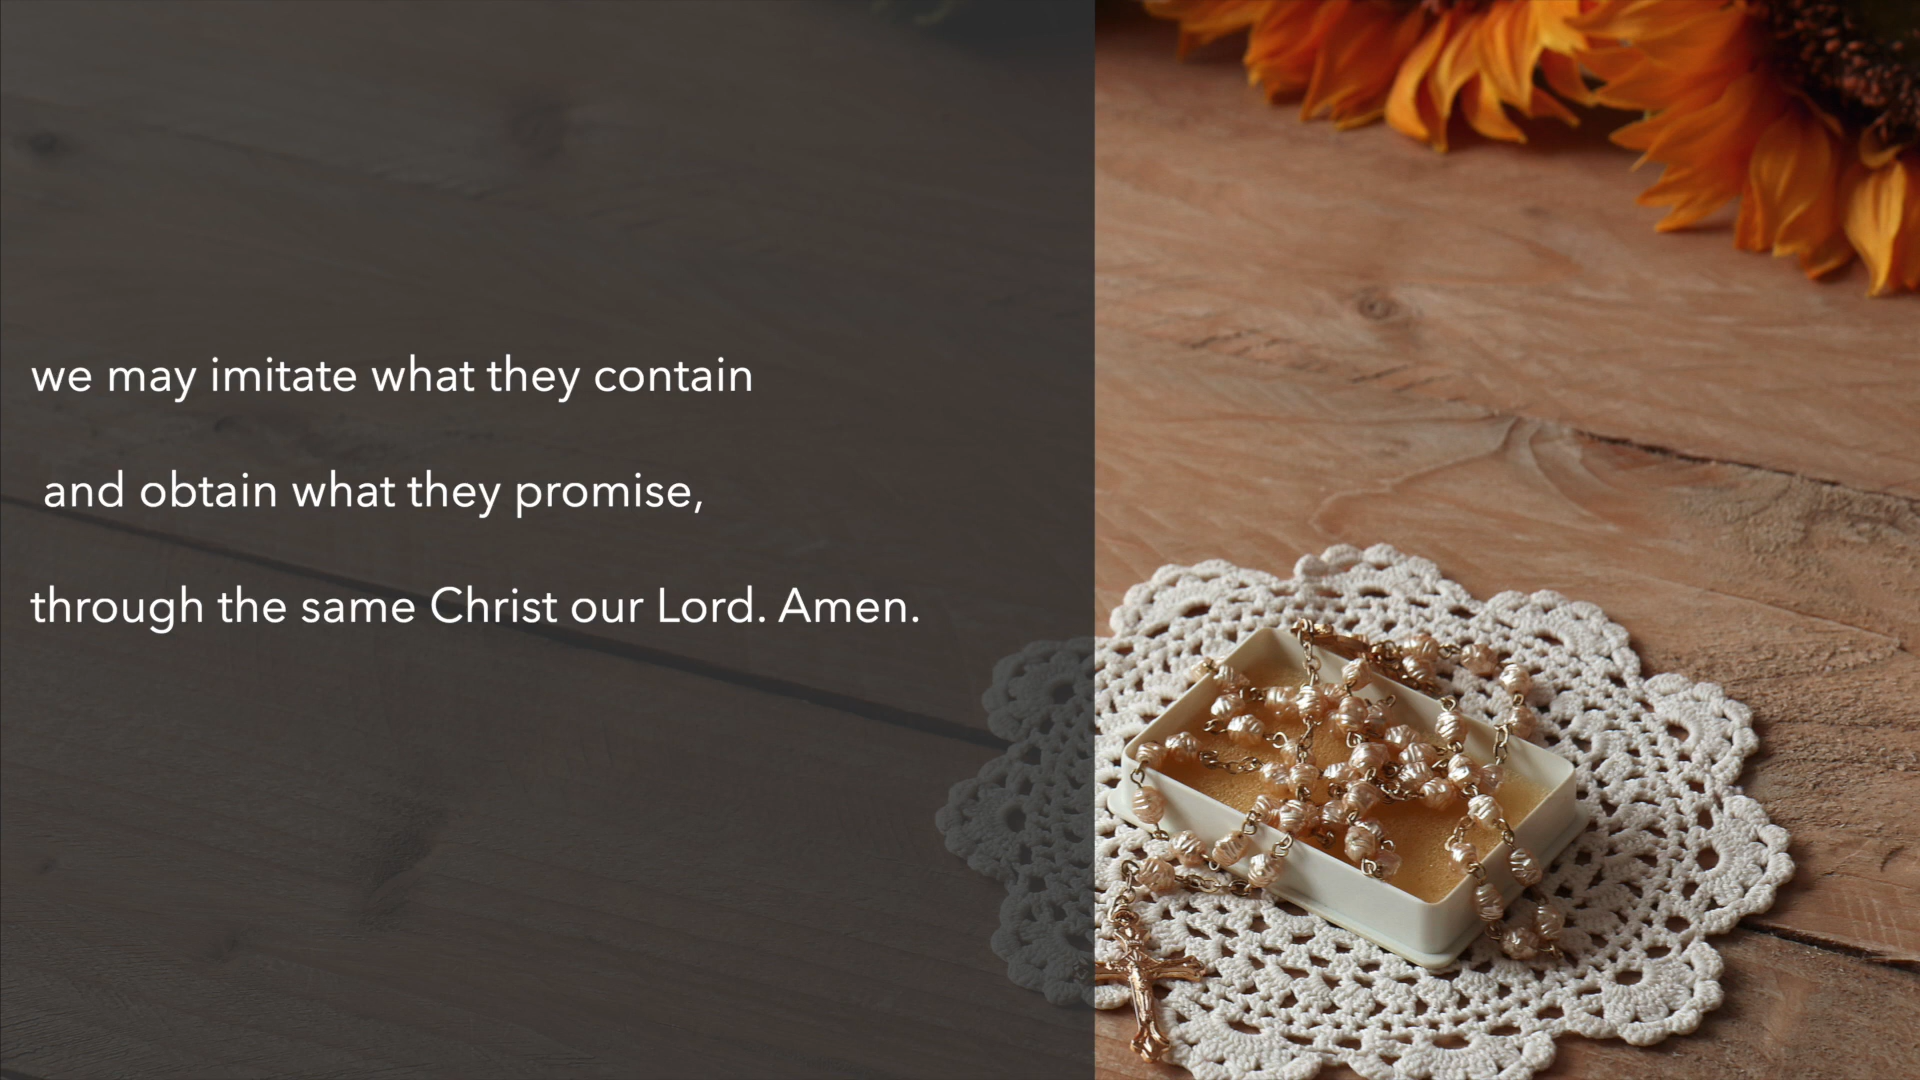 we may imitate what they contain
and obtain what they promise,
through the same Christ our Lord. Amen.